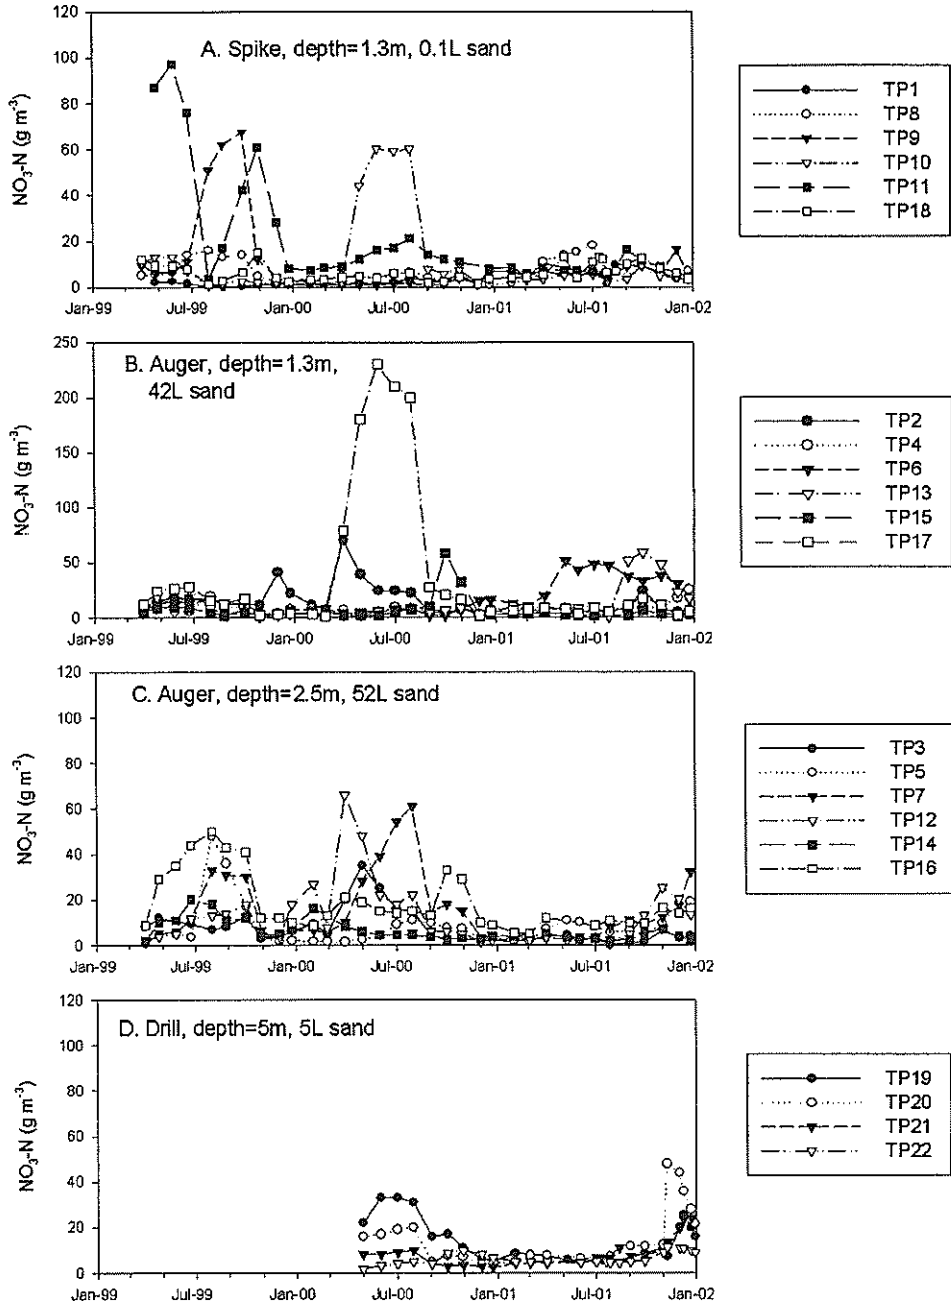 120
100
80
60
40
20
0
NO₃-N (g m⁻³)
A. Spike, depth=1.3m, 0.1L sand
Jan-99 Jul-99 Jan-00 Jul-00 Jan-01 Jul-01 Jan-02
TP1
TP8
TP9
TP10
TP11
TP18
250
200
150
100
50
0
NO₃-N (g m⁻³)
B. Auger, depth=1.3m,
42L sand
Jan-99 Jul-99 Jan-00 Jul-00 Jan-01 Jul-01 Jan-02
TP2
TP4
TP6
TP13
TP15
TP17
120
100
80
60
40
20
0
NO₃-N (g m⁻³)
C. Auger, depth=2.5m, 52L sand
Jan-99 Jul-99 Jan-00 Jul-00 Jan-01 Jul-01 Jan-02
TP3
TP5
TP7
TP12
TP14
TP16
120
100
80
60
40
20
0
NO₃-N (g m⁻³)
D. Drill, depth=5m, 5L sand
Jan-99 Jul-99 Jan-00 Jul-00 Jan-01 Jul-01 Jan-02
TP19
TP20
TP21
TP22